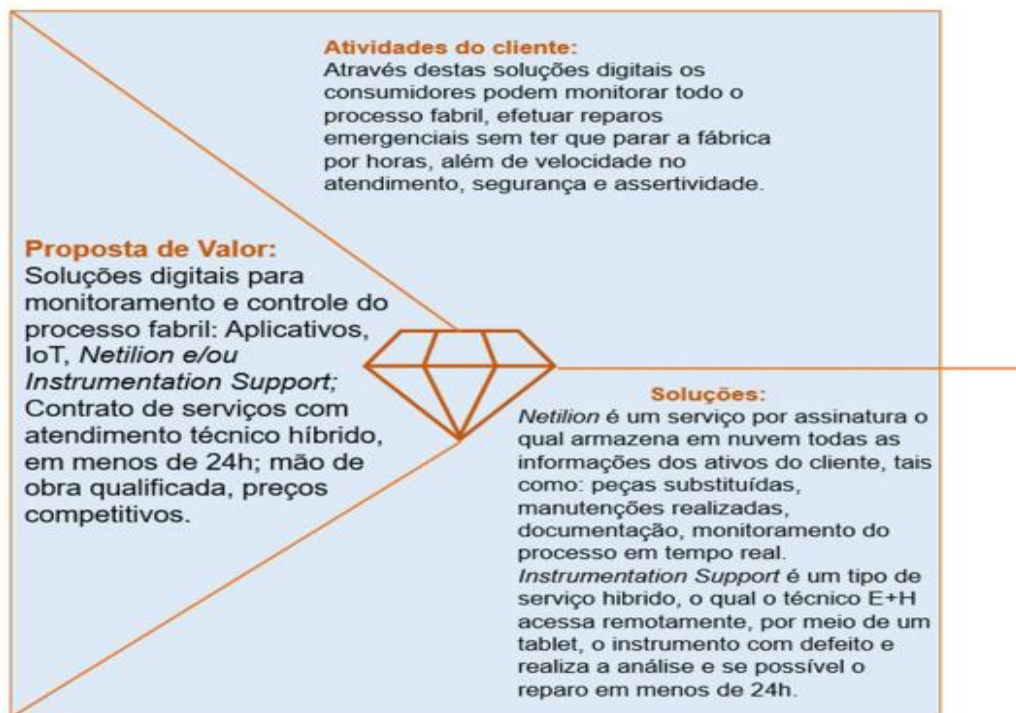 Atividades do cliente:
Através destas soluções digitais os
consumidores podem monitorar todo o
processo fabril, efetuar reparos
emergenciais sem ter que parar a fábrica
por horas, além de velocidade no
atendimento, segurança e assertividade.
Proposta de Valor:
Soluções digitais para
monitoramento e controle do
processo fabril: Aplicativos,
IoT, Netilion e/ou
Instrumentation Support;
Contrato de serviços com
atendimento técnico híbrido,
em menos de 24h; mão de
obra qualificada, preços
competitivos.
Soluções:
Netilion é um serviço por assinatura o
qual armazena em nuvem todas as
informações dos ativos do cliente, tais
como: peças substituídas,
manutenções realizadas,
documentação, monitoramento do
processo em tempo real.
Instrumentation Support é um tipo de
serviço hibrido, o qual o técnico E+H
acessa remotamente, por meio de um
tablet, o instrumento com defeito e
realiza a análise e se possível o
reparo em menos de 24h.